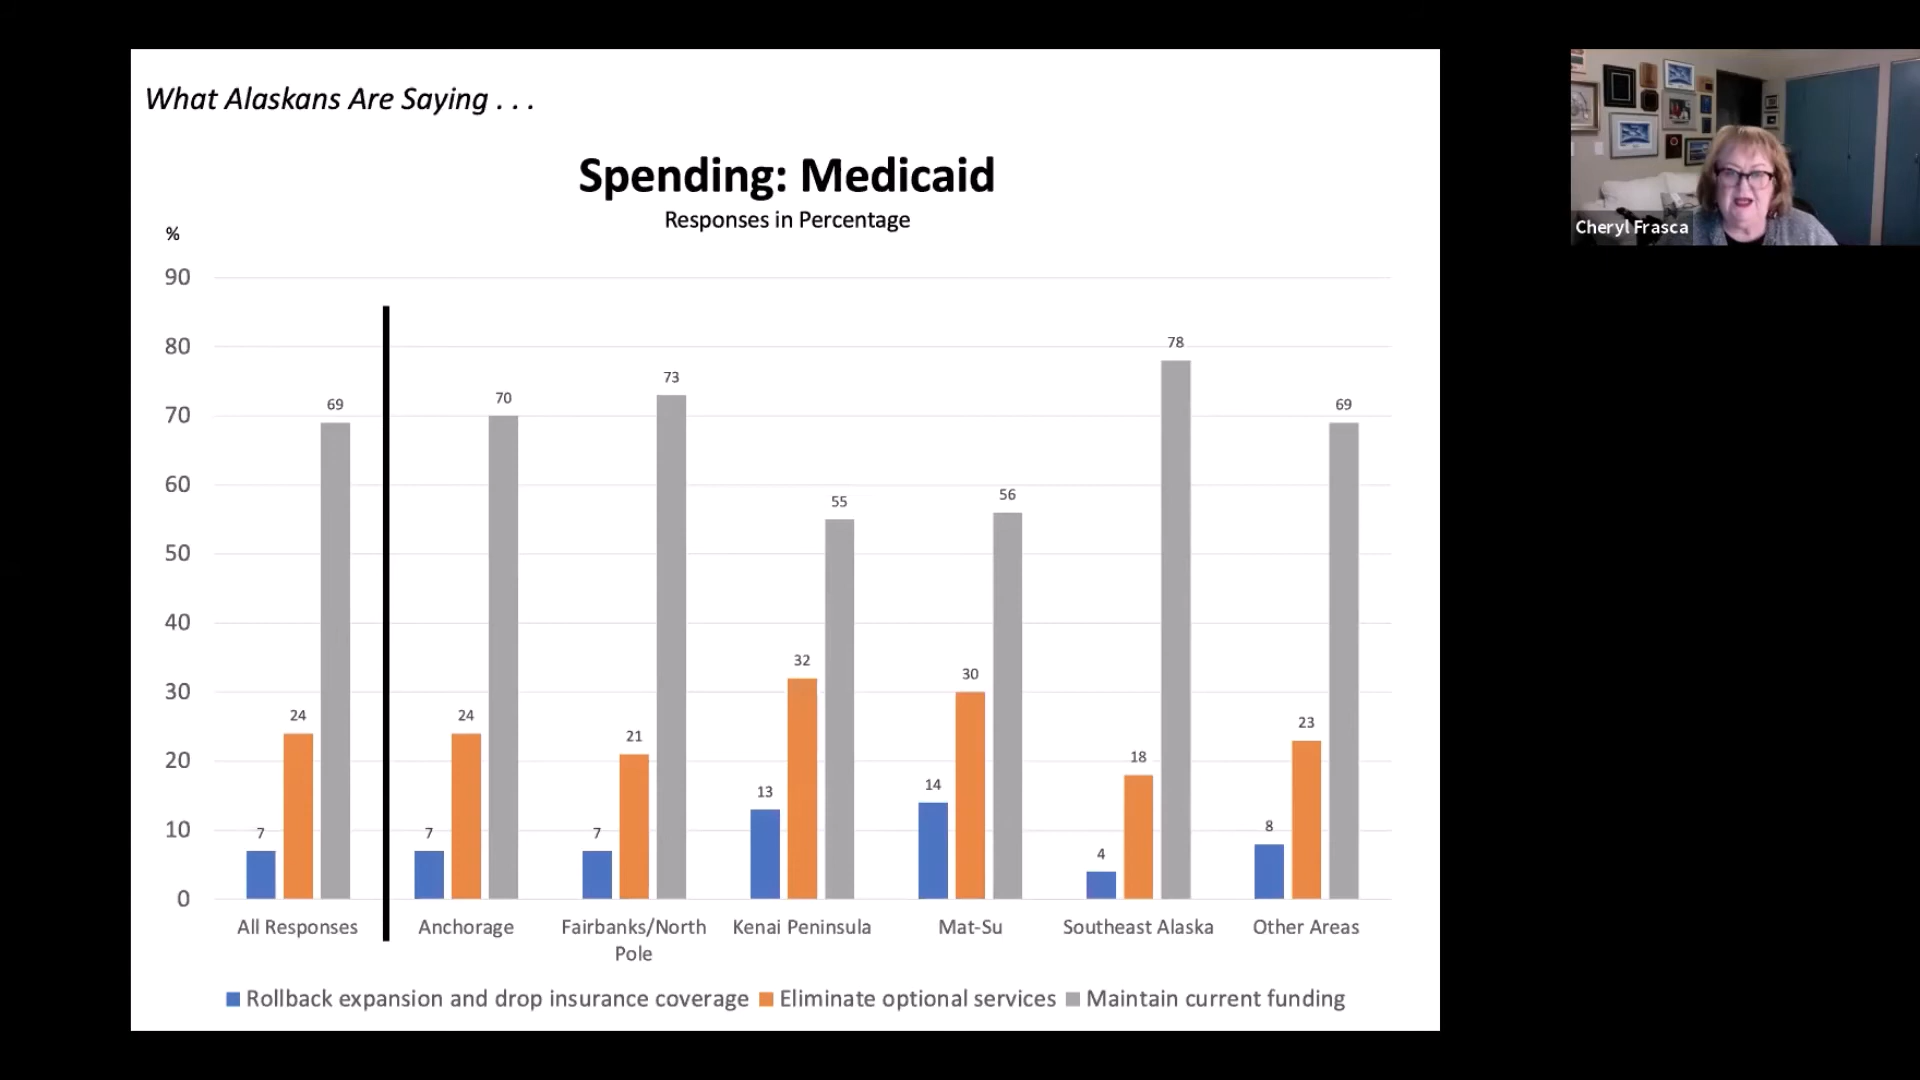 What Alaskans Are Saying . . .
Spending: Medicaid
Responses in Percentage
%
90
80
70
60
50
40
30
20
10
0
7
24
69
7
24
70
7
21
73
13
32
55
14
30
56
4
18
78
8
23
69
All Responses
Anchorage
Fairbanks/North
Pole
Kenai Peninsula
Mat-Su
Southeast Alaska
Other Areas
Rollback expansion and drop insurance coverage
Eliminate optional services
Maintain current funding
Cheryl Frasca